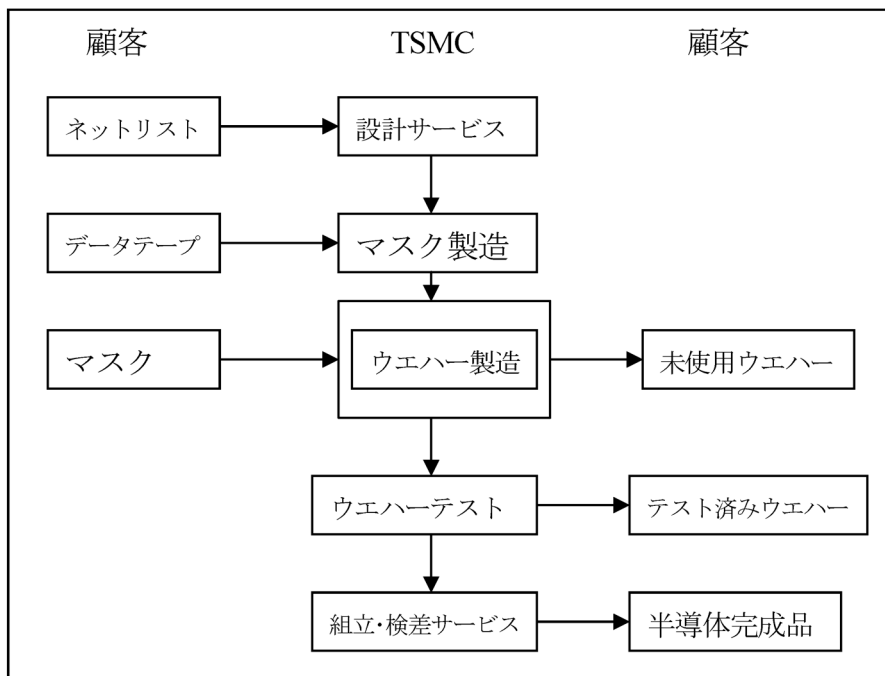 顧客 TSMC 顧客
ネットリスト 設計サービス
データテープ マスク製造
マスク ウエハー製造 未使用ウエハー
ウエハーテスト テスト済みウエハー
組立・検差サービス 半導体完成品